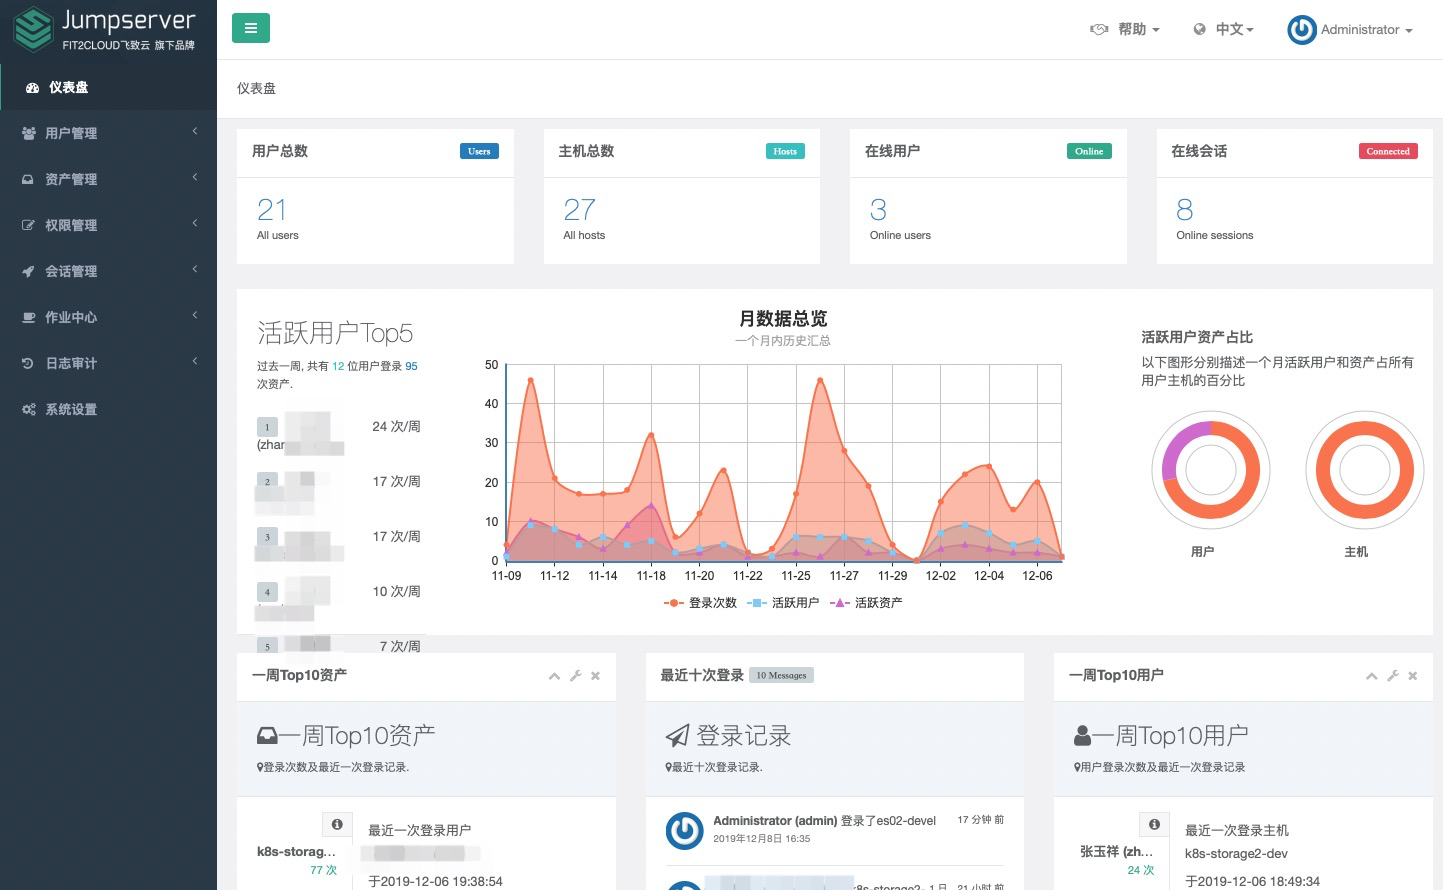 Jumpserver
FIT2CLOUD飞致云 旗下品牌
帮助
中文
Administrator
仪表盘
用户管理
资产管理
权限管理
会话管理
作业中心
日志审计
系统设置
仪表盘
用户总数 Users
21
All users
主机总数 Hosts
27
All hosts
在线用户 Online
3
Online users
在线会话 Connected
8
Online sessions
活跃用户Top5
过去一周, 共有 12 位用户登录 95
次资产.
1 24 次/周
(zhar
2 17 次/周
3 17 次/周
4 10 次/周
5 7 次/周
月数据总览
一个月内历史汇总
50
40
30
20
10
0
11-09 11-12 11-14 11-18 11-20 11-22 11-25 11-27 11-29 12-02 12-04 12-06
登录次数 活跃用户 活跃资产
活跃用户资产占比
以下图形分别描述一个月活跃用户和资产占所有
用户主机的百分比
用户 主机
一周Top10资产
一周Top10资产
登录次数及最近一次登录记录.
k8s-storag...
77 次
最近一次登录用户
于2019-12-06 19:38:54
最近十次登录 10 Messages
登录记录
最近十次登录记录.
Administrator (admin) 登录了es02-devel 17 分钟 前
2019年12月8日 16:35
k8s-storage2- 1 日 21 小时 前
一周Top10用户
一周Top10用户
用户登录次数及最近一次登录记录
张玉祥 (zh...
24 次
最近一次登录主机
k8s-storage2-dev
于2019-12-06 18:49:34